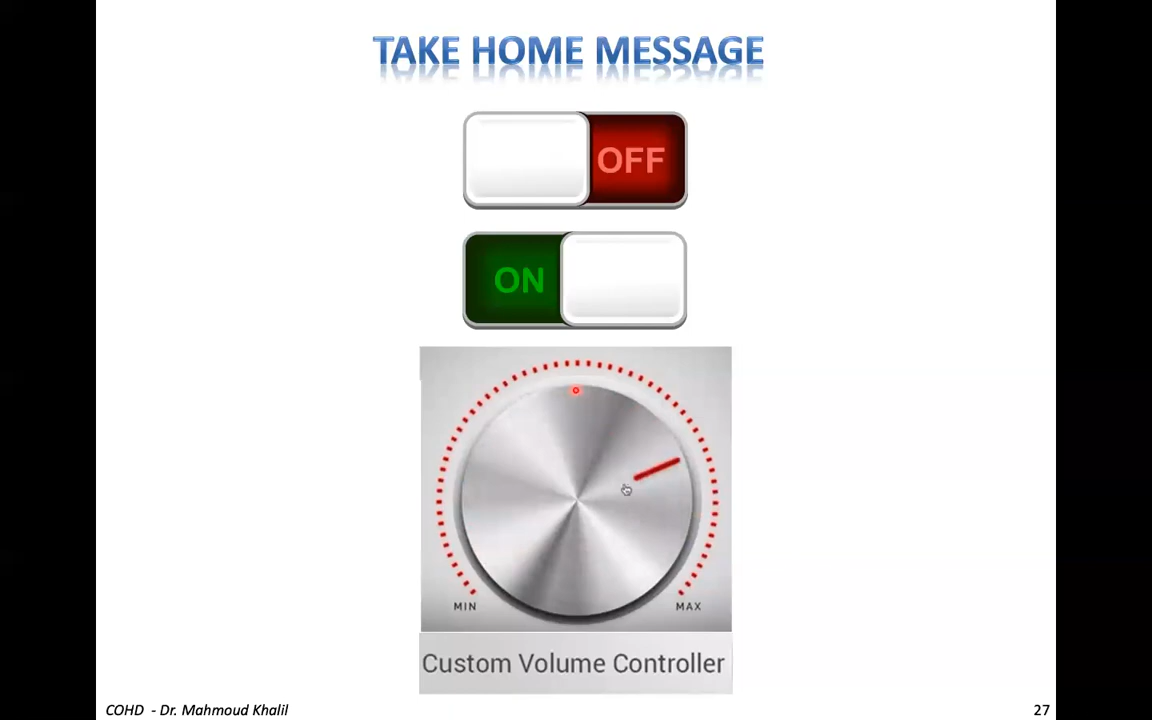 TAKE HOME MESSAGE
OFF
ON
MIN MAX
Custom Volume Controller
COHD - Dr. Mahmoud Khalil 27